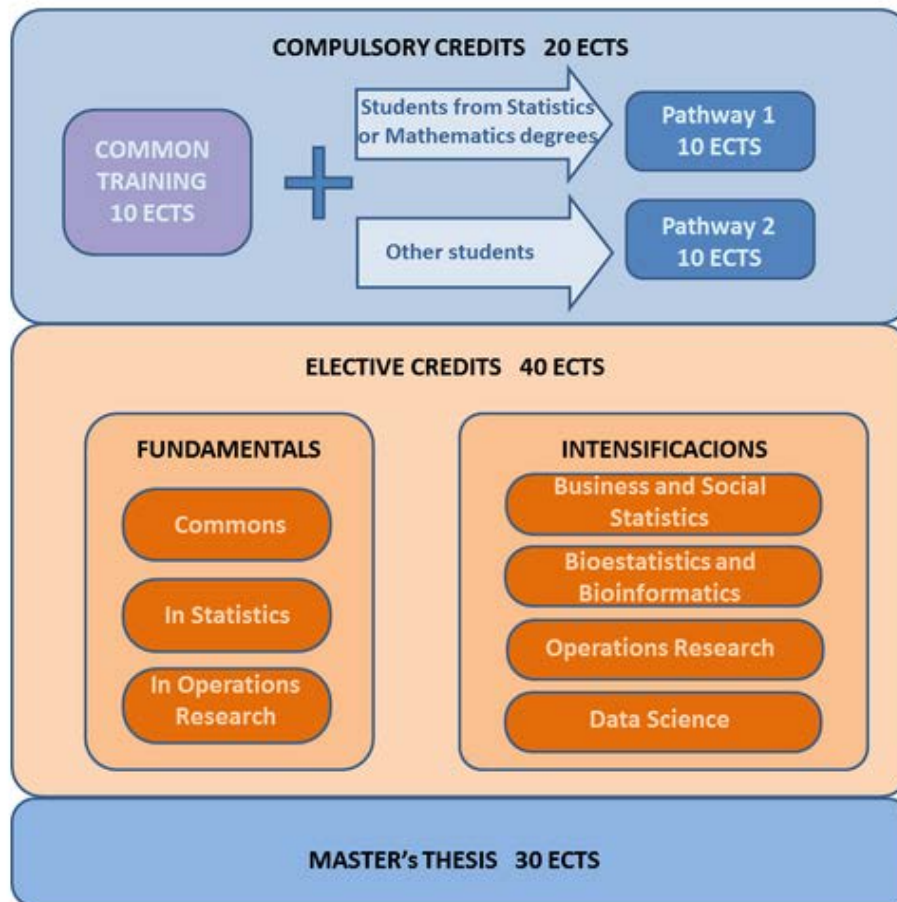 COMPULSORY CREDITS 20 ECTS
COMMON
TRAINING
10 ECTS
Students from Statistics
or Mathematics degrees
Pathway 1
10 ECTS
Other students
Pathway 2
10 ECTS
ELECTIVE CREDITS 40 ECTS
FUNDAMENTALS
Commons
In Statistics
In Operations
Research
INTENSIFICACIONS
Business and Social
Statistics
Bioestatistics and
Bioinformatics
Operations Research
Data Science
MASTER's THESIS 30 ECTS